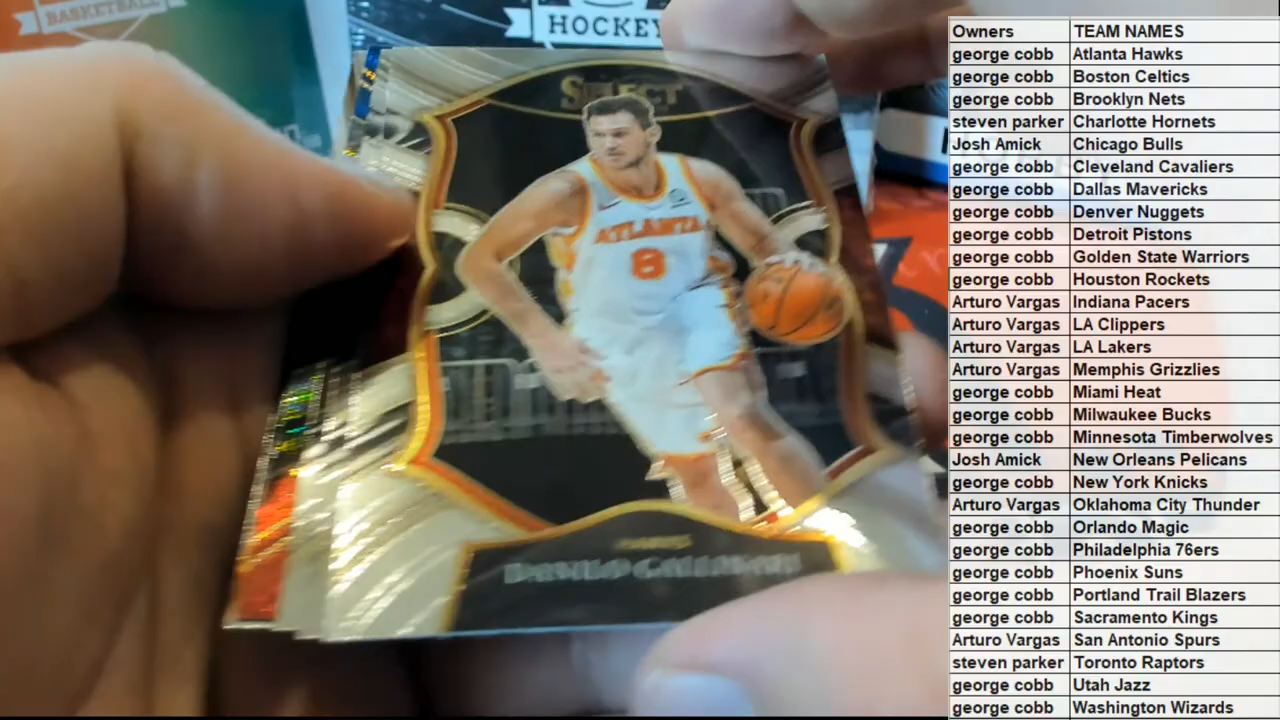 BASKETBALL
HOCKEY
SELECT
ATLANTA
8
HAWKS
DANILO GALLINARI
Owners TEAM NAMES
george cobb Atlanta Hawks
george cobb Boston Celtics
george cobb Brooklyn Nets
steven parker Charlotte Hornets
Josh Amick Chicago Bulls
george cobb Cleveland Cavaliers
george cobb Dallas Mavericks
george cobb Denver Nuggets
george cobb Detroit Pistons
george cobb Golden State Warriors
george cobb Houston Rockets
Arturo Vargas Indiana Pacers
Arturo Vargas LA Clippers
Arturo Vargas LA Lakers
Arturo Vargas Memphis Grizzlies
george cobb Miami Heat
george cobb Milwaukee Bucks
george cobb Minnesota Timberwolves
Josh Amick New Orleans Pelicans
george cobb New York Knicks
Arturo Vargas Oklahoma City Thunder
george cobb Orlando Magic
george cobb Philadelphia 76ers
george cobb Phoenix Suns
george cobb Portland Trail Blazers
george cobb Sacramento Kings
Arturo Vargas San Antonio Spurs
steven parker Toronto Raptors
george cobb Utah Jazz
george cobb Washington Wizards